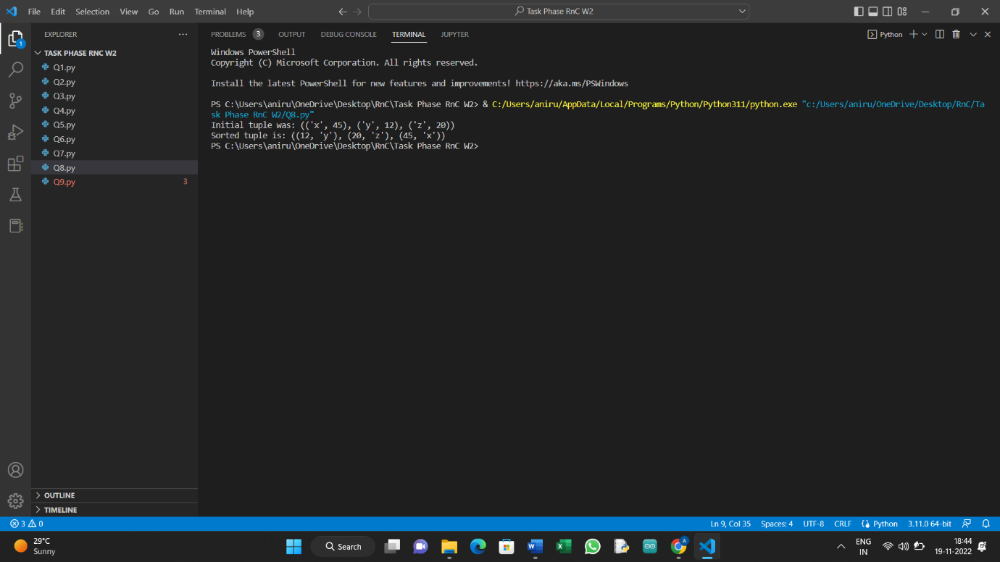 File Edit Selection View Go Run Terminal Help
Task Phase RnC W2
EXPLORER
PROBLEMS 3 OUTPUT DEBUG CONSOLE TERMINAL JUPYTER
Python
1
TASK PHASE RNC W2
Q1.py
Q2.py
Q3.py
Q4.py
Q5.py
Q6.py
Q7.py
Q8.py
Q9.py 3
Windows PowerShell
Copyright (C) Microsoft Corporation. All rights reserved.
Install the latest PowerShell for new features and improvements! https://aka.ms/PSWindows
PS C:\Users\aniru\OneDrive\Desktop\RnC\Task Phase RnC W2> & C:/Users/aniru/AppData/Local/Programs/Python/Python311/python.exe "c:/Users/aniru/OneDrive/Desktop/RnC/Ta
sk Phase RnC W2/Q8.py"
Initial tuple was: (('x', 45), ('y', 12), ('z', 20))
Sorted tuple is: ((12, 'y'), (20, 'z'), (45, 'x'))
PS C:\Users\aniru\OneDrive\Desktop\RnC\Task Phase RnC W2>
OUTLINE
TIMELINE
3 0
Ln 9, Col 35 Spaces: 4 UTF-8 CRLF Python 3.11.0 64-bit
29°C
Sunny
Search
ENG
IN
18:44
19-11-2022